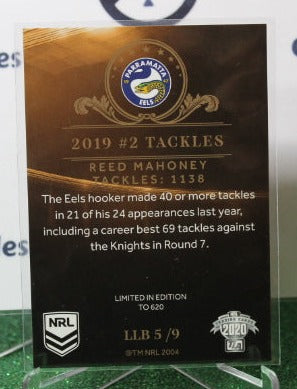 PARRAMATTA
EELS
2019 #2 TACKLES
REED MAHONEY
TACKLES: 1138
The Eels hooker made 40 or more tackles
in 21 of his 24 appearances last year,
including a career best 69 tackles against
the Knights in Round 7.
LIMITED IN EDITION
TO 620
NRL
LLB 5/9
2020
®TM NRL 2004